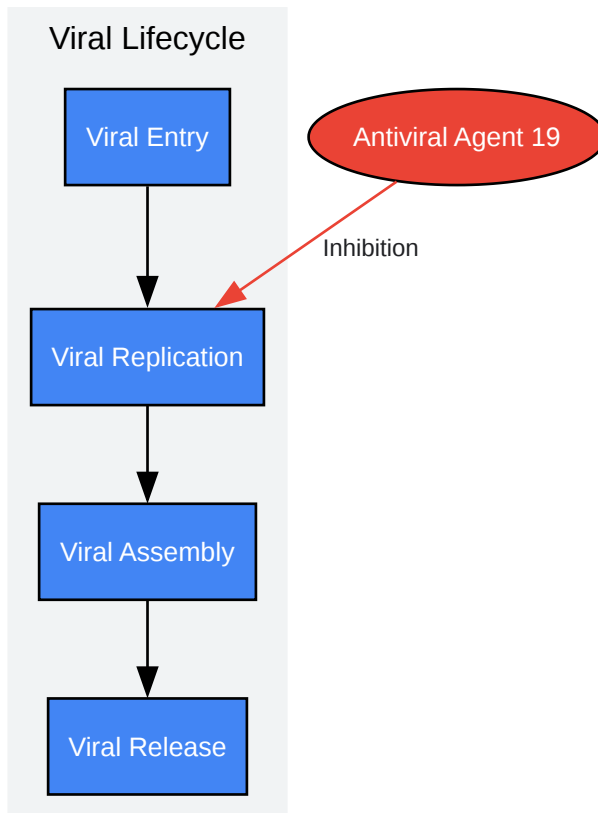 Viral Lifecycle
Viral Entry
Antiviral Agent 19
Inhibition
Viral Replication
Viral Assembly
Viral Release